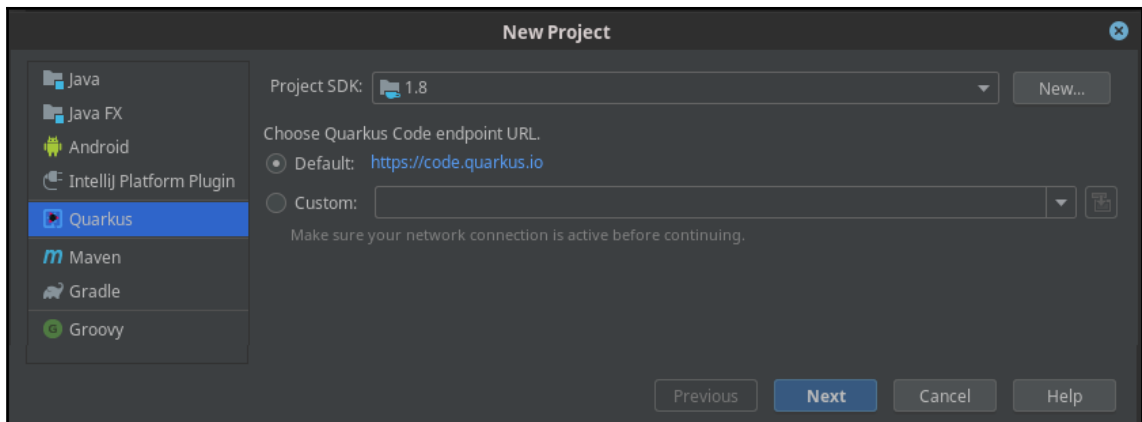 New Project
Java
Java FX
Android
IntelliJ Platform Plugin
Quarkus
Maven
Gradle
Groovy
Project SDK: 1.8 New...
Choose Quarkus Code endpoint URL.
Default: https://code.quarkus.io
Custom:
Make sure your network connection is active before continuing.
Previous Next Cancel Help